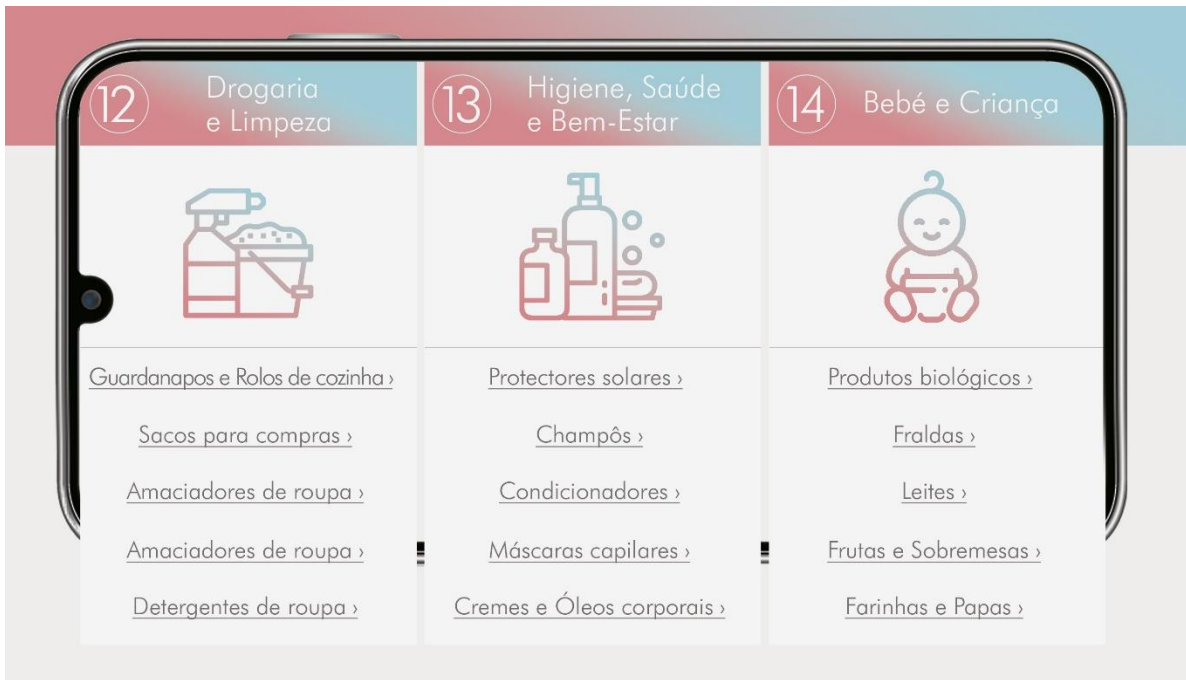 12
Drogaria
e Limpeza
Guardanapos e Rolos de cozinha ›
Sacos para compras ›
Amaciadores de roupa ›
Amaciadores de roupa ›
Detergentes de roupa ›
13
Higiene, Saúde
e Bem-Estar
Protectores solares ›
Champôs ›
Condicionadores ›
Máscaras capilares ›
Cremes e Óleos corporais ›
14
Bebé e Criança
Produtos biológicos ›
Fraldas ›
Leites ›
Frutas e Sobremesas ›
Farinhas e Papas ›